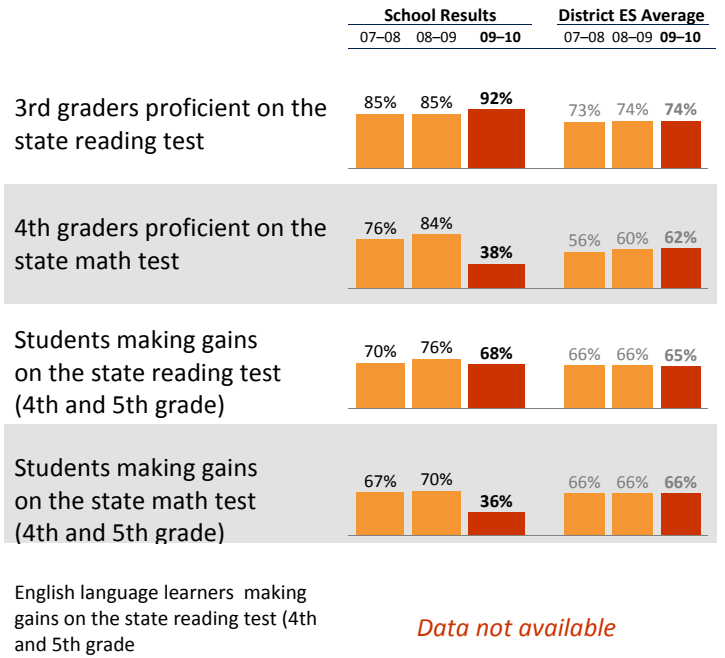 School Results District ES Average
07–08 08–09 09–10 07–08 08–09 09–10
3rd graders proficient on the
state reading test
85% 85% 92% 73% 74% 74%
4th graders proficient on the
state math test
76% 84% 38% 56% 60% 62%
Students making gains
on the state reading test
(4th and 5th grade)
70% 76% 68% 66% 66% 65%
Students making gains
on the state math test
(4th and 5th grade)
67% 70% 36% 66% 66% 66%
English language learners making
gains on the state reading test (4th
and 5th grade
Data not available